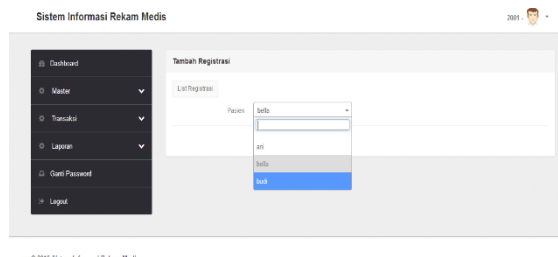 Sistem Informasi Rekam Medis
2001 -
Dashboard
Master
Transaksi
Laporan
Ganti Password
Logout
Tambah Registrasi
List Registrasi
Pasien
bella
ari
bella
budi